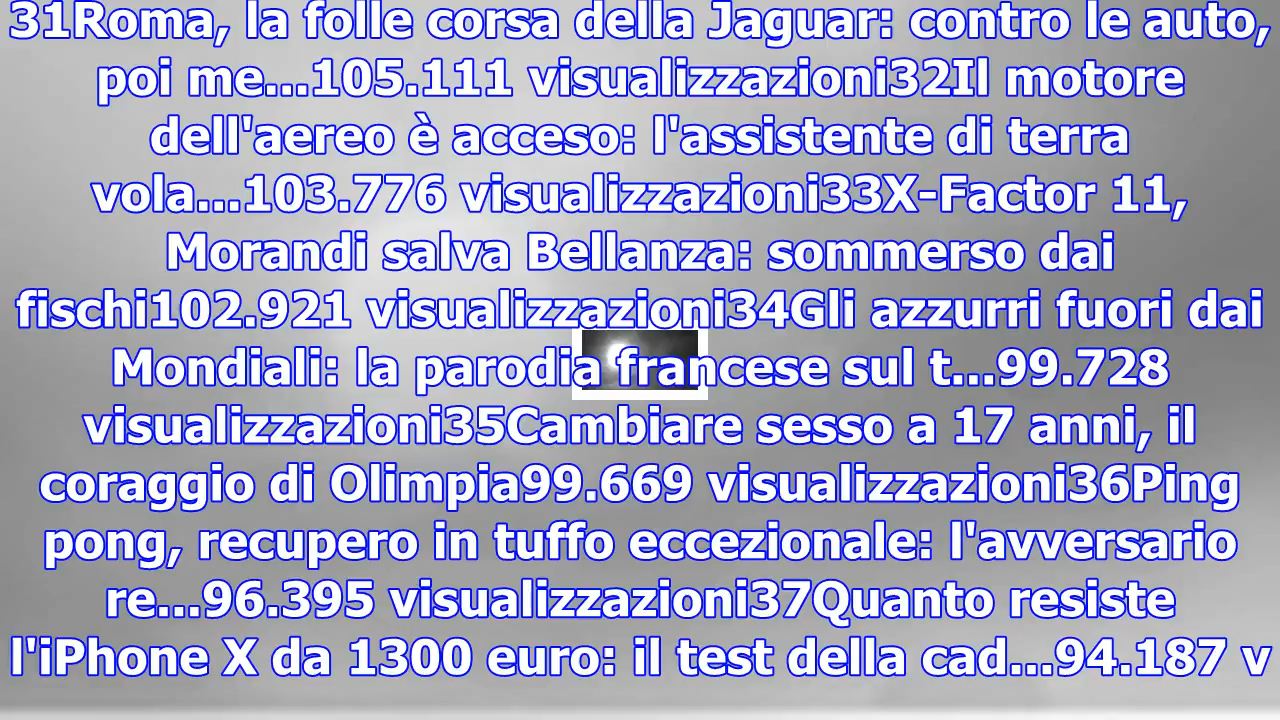 31Roma, la folle corsa della Jaguar: contro le auto,
poi me...105.111 visualizzazioni32Il motore
dell'aereo è acceso: l'assistente di terra
vola...103.776 visualizzazioni33X-Factor 11,
Morandi salva Bellanza: sommerso dai
fischi102.921 visualizzazioni34Gli azzurri fuori dai
Mondiali: la parodia francese sul t...99.728
visualizzazioni35Cambiare sesso a 17 anni, il
coraggio di Olimpia99.669 visualizzazioni36Ping
pong, recupero in tuffo eccezionale: l'avversario
re...96.395 visualizzazioni37Quanto resiste
l'iPhone X da 1300 euro: il test della cad...94.187 v